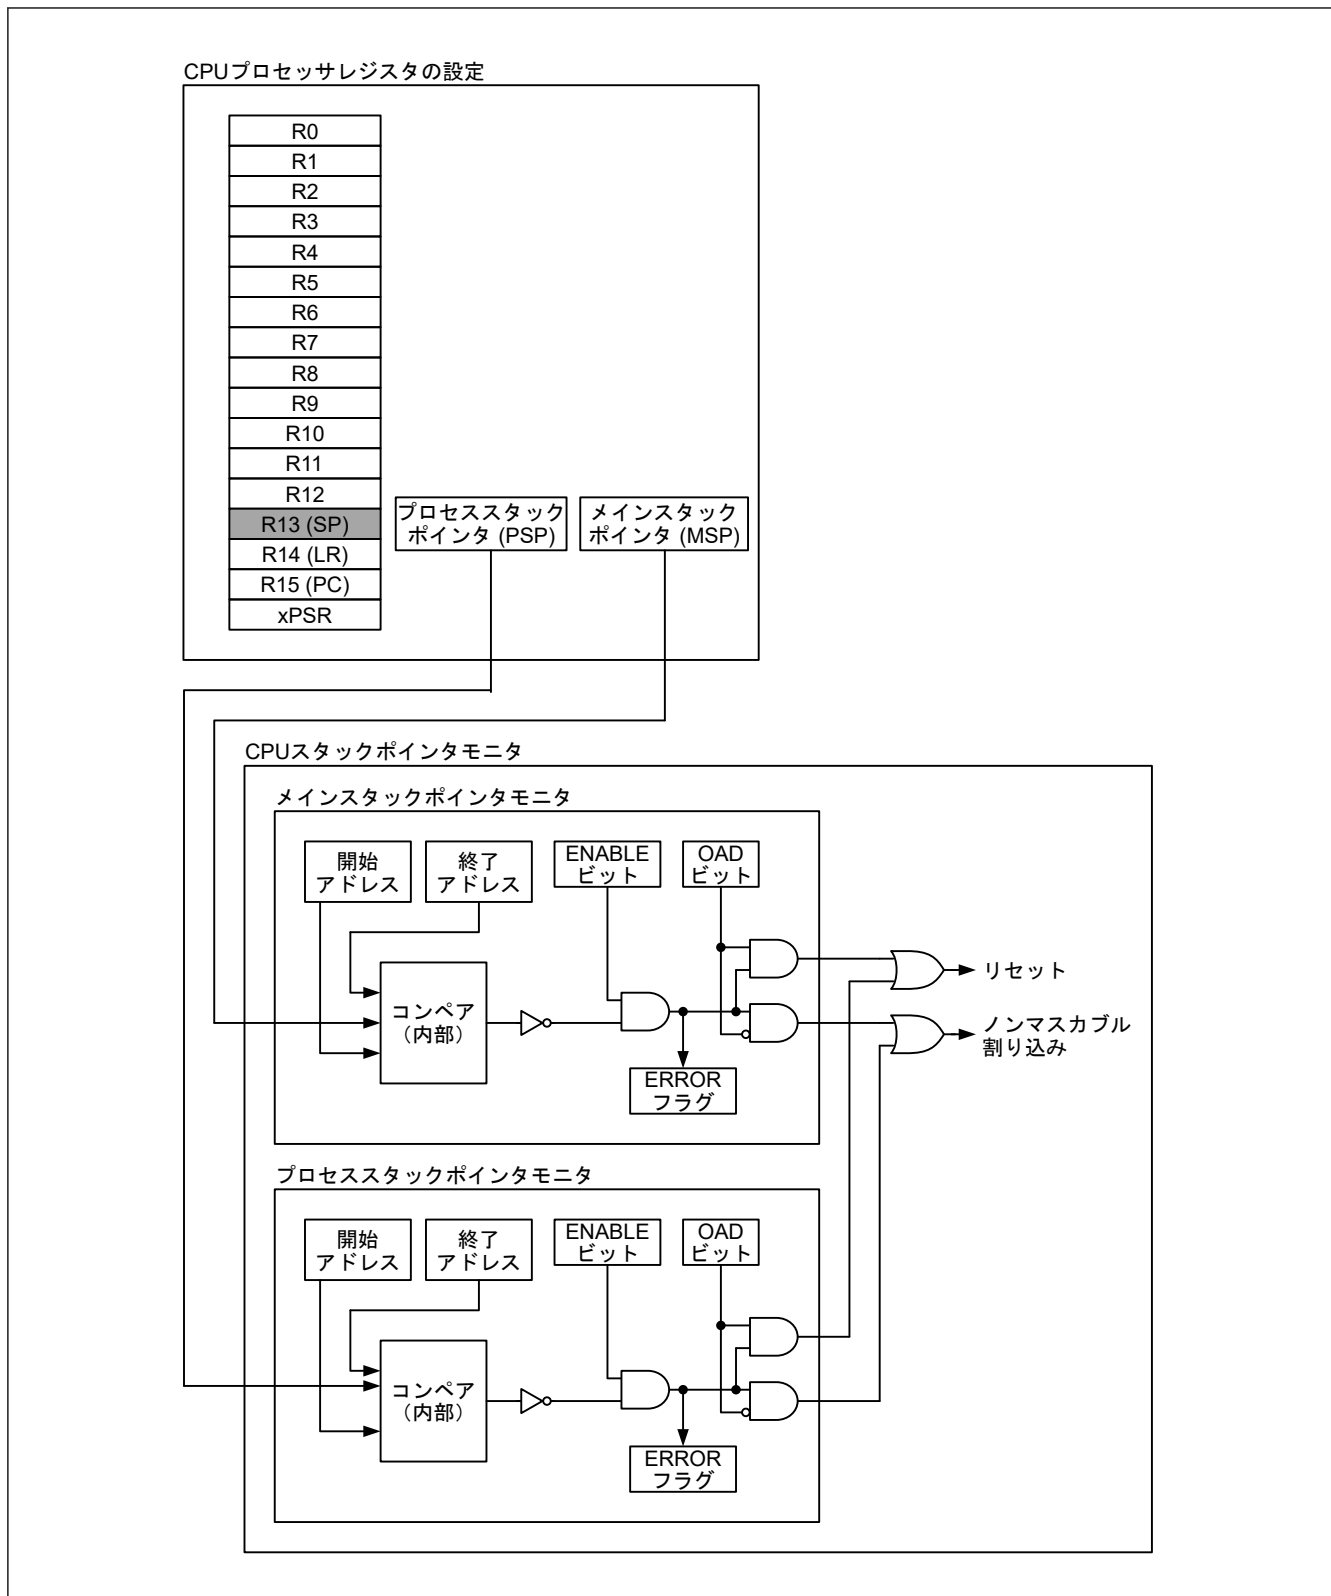 CPUプロセッサレジスタの設定
R0
R1
R2
R3
R4
R5
R6
R7
R8
R9
R10
R11
R12
R13 (SP)
R14 (LR)
R15 (PC)
xPSR
プロセススタック
ポインタ (PSP)
メインスタック
ポインタ (MSP)
CPUスタックポインタモニタ
メインスタックポインタモニタ
開始
アドレス
終了
アドレス
ENABLE
ビット
OAD
ビット
コンペア
（内部）
ERROR
フラグ
リセット
ノンマスカブル
割り込み
プロセススタックポインタモニタ
開始
アドレス
終了
アドレス
ENABLE
ビット
OAD
ビット
コンペア
（内部）
ERROR
フラグ